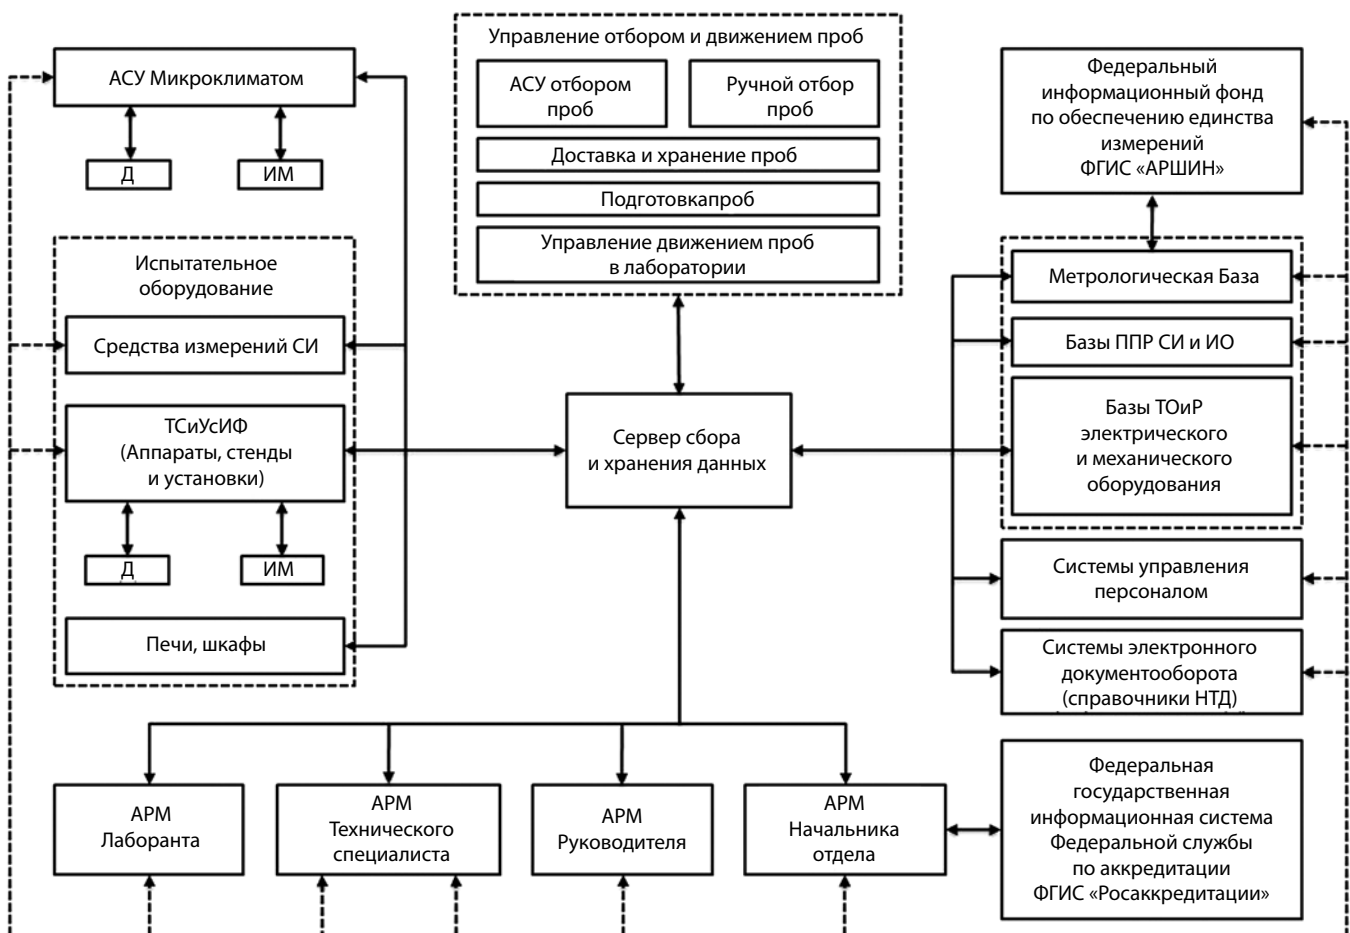 Управление отбором и движением проб
АСУ отбором
проб
Ручной отбор
проб
Доставка и хранение проб
Подготовкапроб
Управление движением проб
в лаборатории
АСУ Микроклиматом
Д
ИМ
Испытательное
оборудование
Средства измерений СИ
ТСиУсИФ
(Аппараты, стенды
и установки)
Д
ИМ
Печи, шкафы
Сервер сбора
и хранения данных
Федеральный
информационный фонд
по обеспечению единства
измерений
ФГИС «АРШИН»
Метрологическая База
Базы ППР СИ и ИО
Базы ТОиР
электрического
и механического
оборудования
Системы управления
персоналом
Системы электронного
документооборота
(справочники НТД)
АРМ
Лаборанта
АРМ
Технического
специалиста
АРМ
Руководителя
АРМ
Начальника
отдела
Федеральная
государственная
информационная система
Федеральной службы
по аккредитации
ФГИС «Росаккредитации»